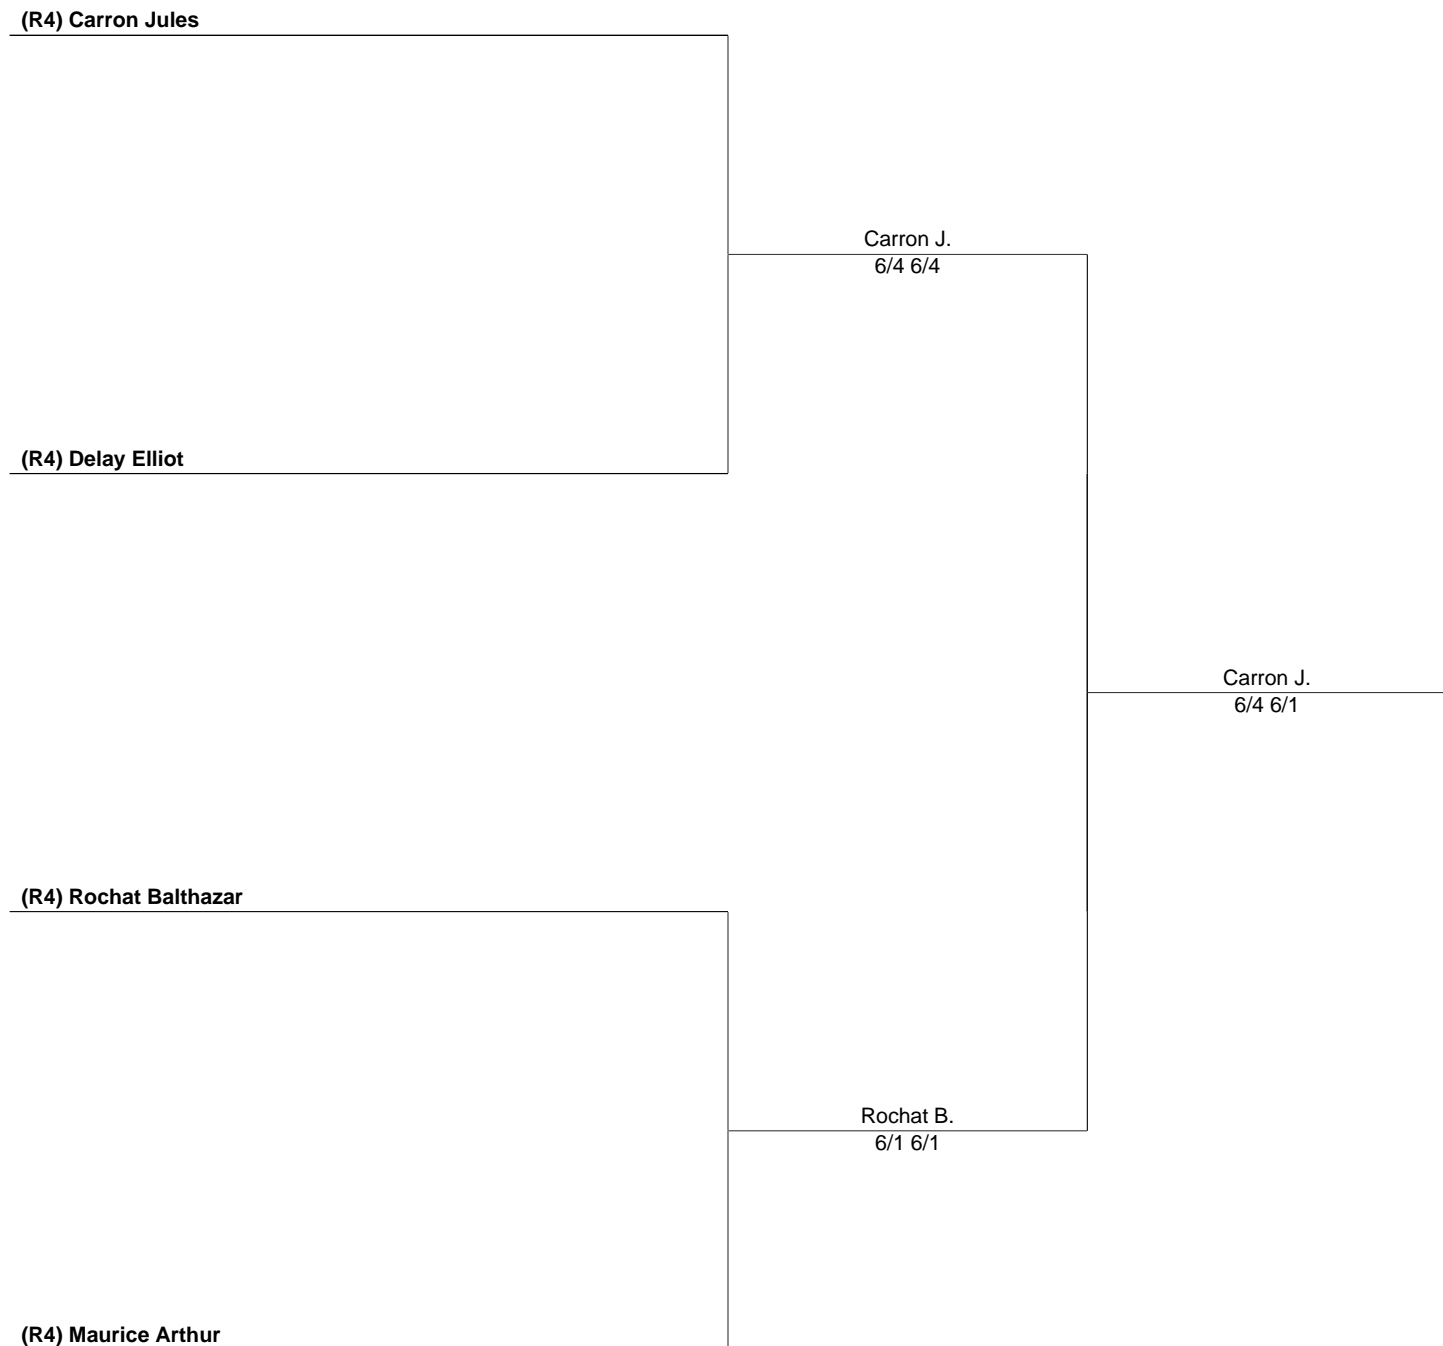 (R4) Carron Jules
Carron J.
6/4 6/4
(R4) Delay Elliot
Carron J.
6/4 6/1
(R4) Rochat Balthazar
Rochat B.
6/1 6/1
(R4) Maurice Arthur